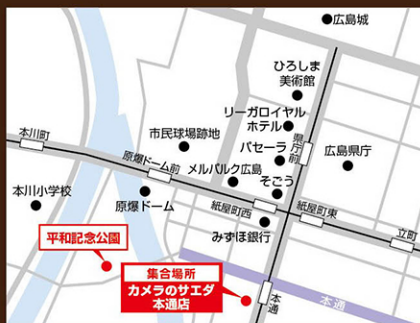 広島城
ひろしま
美術館
リーガロイヤル
ホテル
県庁前
本川町
市民球場跡地
パセーラ
広島県庁
原爆ドーム前
メルパルク広島
そごう
本川小学校
原爆ドーム
紙屋町西
紙屋町東
立町
みずほ銀行
平和記念公園
集合場所
カメラのサエダ
本通店
本通
本通